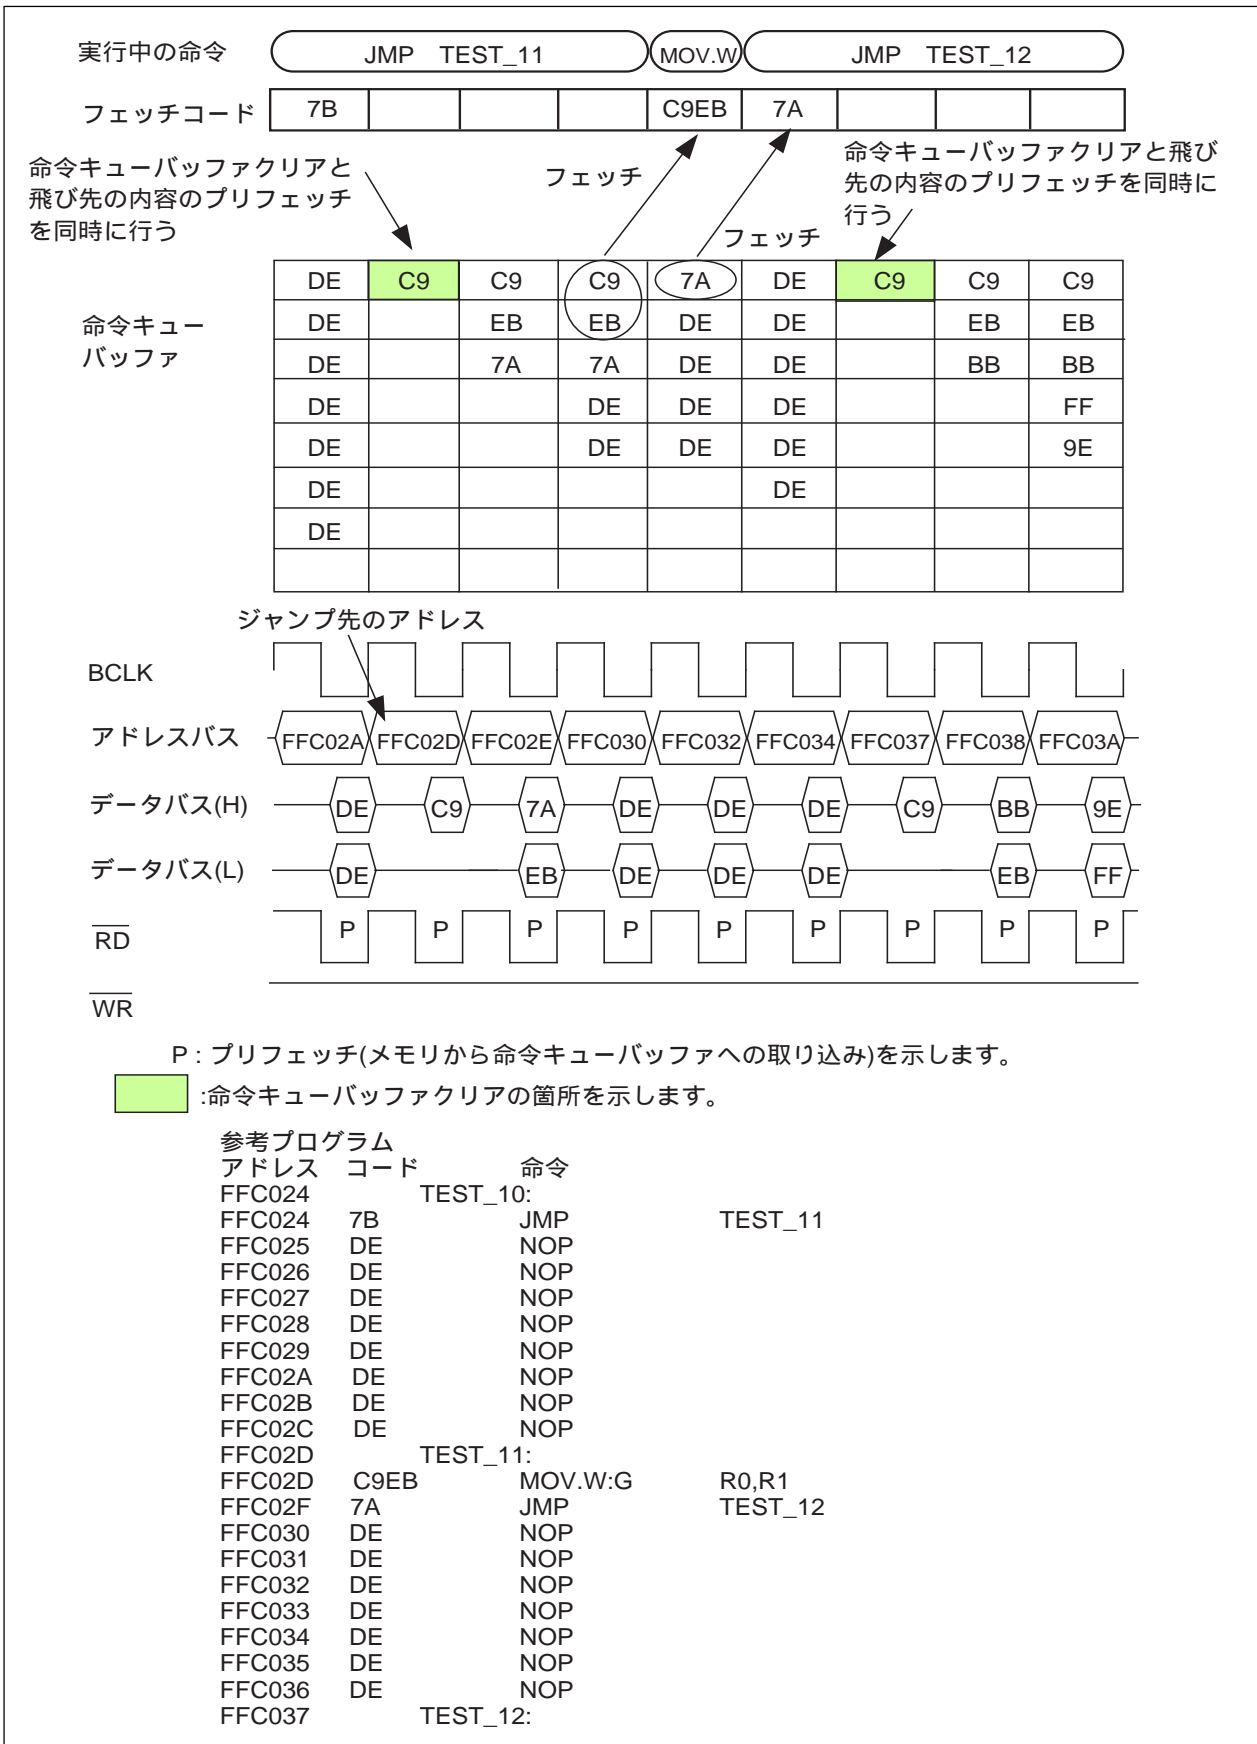 実行中の命令 JMP TEST_11 MOV.W JMP TEST_12
フェッチコード 7B C9EB 7A
命令キューバッファクリアと
飛び先の内容のプリフェッチ
を同時に行う
フェッチ
フェッチ
命令キューバッファクリアと飛び
先の内容のプリフェッチを同時に
行う
命令キュー
バッファ
DE C9 C9 C9 7A DE C9 C9 C9
DE EB EB DE DE EB EB
DE 7A 7A DE DE BB BB
DE DE DE DE FF
DE DE DE DE 9E
DE DE
DE
ジャンプ先のアドレス
BCLK
アドレスバス FFC02A FFC02D FFC02E FFC030 FFC032 FFC034 FFC037 FFC038 FFC03A
データバス(H) DE C9 7A DE DE DE C9 BB 9E
データバス(L) DE EB DE DE DE EB FF
RD P P P P P P P P P
WR
P : プリフェッチ(メモリから命令キューバッファへの取り込み)を示します。
:命令キューバッファクリアの箇所を示します。
参考プログラム
アドレス コード 命令
FFC024 TEST_10:
FFC024 7B JMP TEST_11
FFC025 DE NOP
FFC026 DE NOP
FFC027 DE NOP
FFC028 DE NOP
FFC029 DE NOP
FFC02A DE NOP
FFC02B DE NOP
FFC02C DE NOP
FFC02D TEST_11:
FFC02D C9EB MOV.W:G R0,R1
FFC02F 7A JMP TEST_12
FFC030 DE NOP
FFC031 DE NOP
FFC032 DE NOP
FFC033 DE NOP
FFC034 DE NOP
FFC035 DE NOP
FFC036 DE NOP
FFC037 TEST_12: